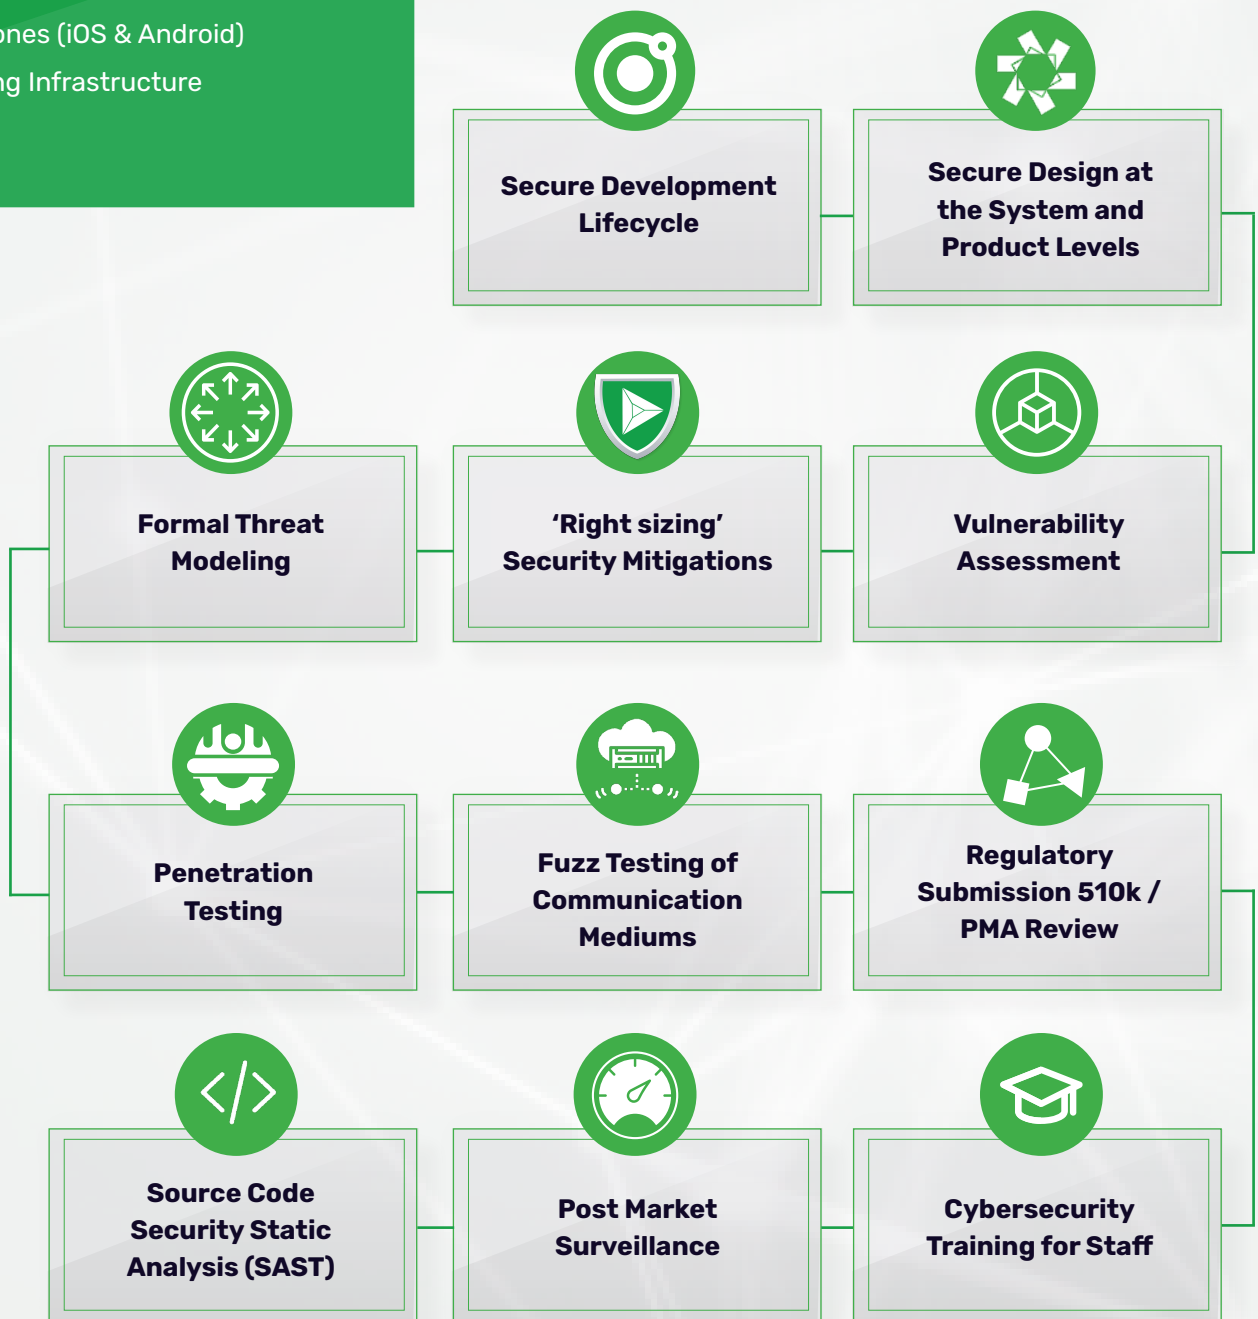 (iOS & Android)
Infrastructure
Secure Development
Lifecycle
Secure Design at
the System and
Product Levels
Formal Threat
Modeling
‘Right sizing’
Security Mitigations
Vulnerability
Assessment
Penetration
Testing
Fuzz Testing of
Communication
Mediums
Regulatory
Submission 510k /
PMA Review
Source Code
Security Static
Analysis (SAST)
Post Market
Surveillance
Cybersecurity
Training for Staff